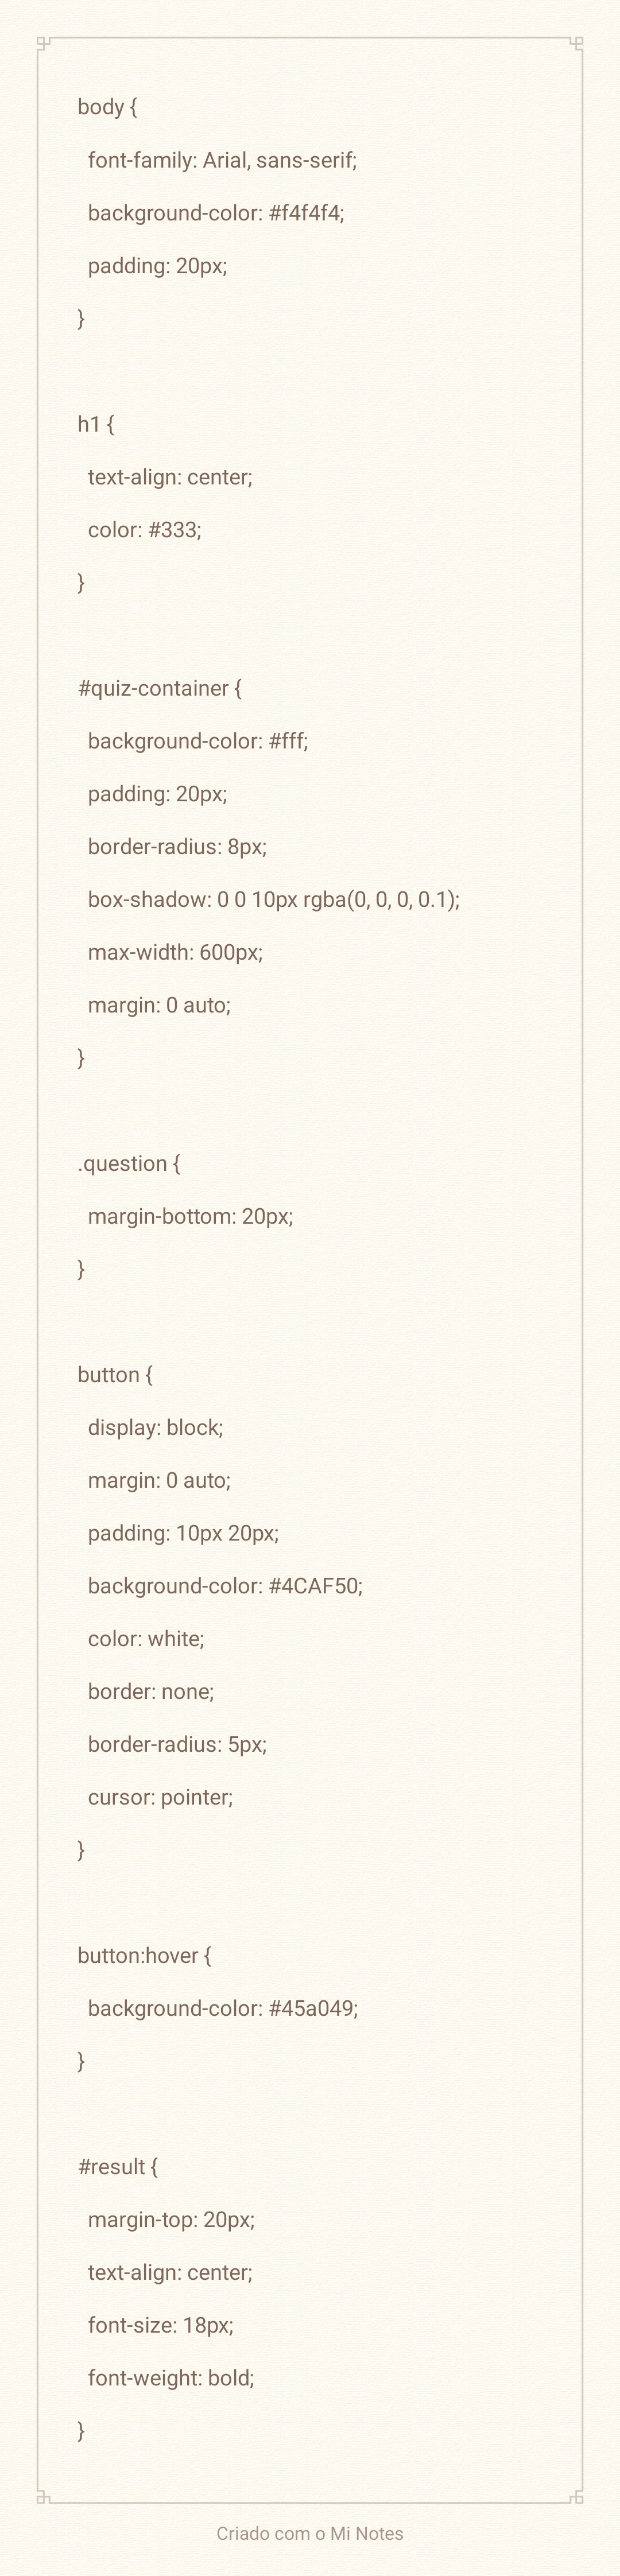 body {
  font-family: Arial, sans-serif;
  background-color: #f4f4f4;
  padding: 20px;
}

h1 {
  text-align: center;
  color: #333;
}

#quiz-container {
  background-color: #fff;
  padding: 20px;
  border-radius: 8px;
  box-shadow: 0 0 10px rgba(0, 0, 0, 0.1);
  max-width: 600px;
  margin: 0 auto;
}

.question {
  margin-bottom: 20px;
}

button {
  display: block;
  margin: 0 auto;
  padding: 10px 20px;
  background-color: #4CAF50;
  color: white;
  border: none;
  border-radius: 5px;
  cursor: pointer;
}

button:hover {
  background-color: #45a049;
}

#result {
  margin-top: 20px;
  text-align: center;
  font-size: 18px;
  font-weight: bold;
}

Criado com o Mi Notes